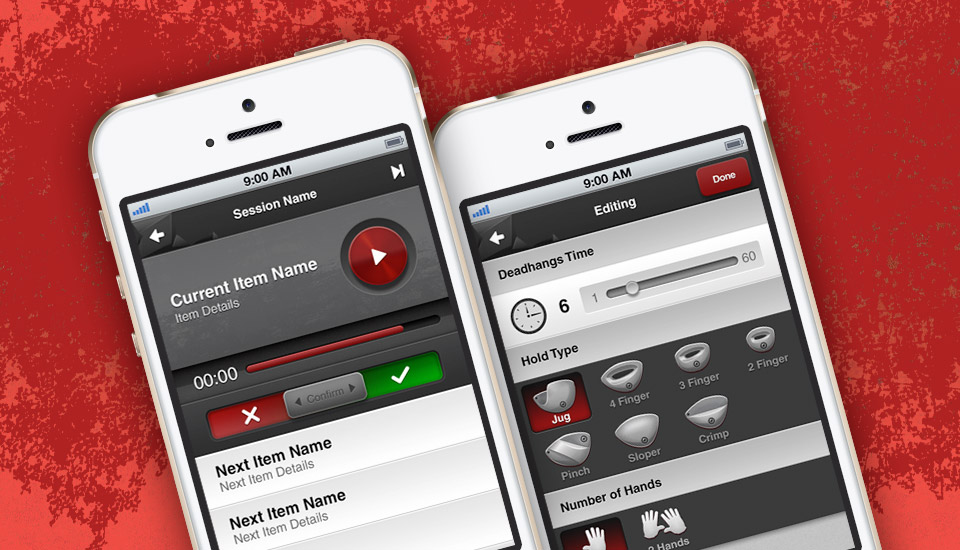 9:00 AM
Session Name
Current Item Name
Item Details
00:00
Confirm
Next Item Name
Next Item Details
Next Item Name
Next Item Details
9:00 AM
Editing
Done
Deadhangs Time
6
1
60
Hold Type
Jug
4 Finger
3 Finger
2 Finger
Pinch
Sloper
Crimp
Number of Hands
2 Hands